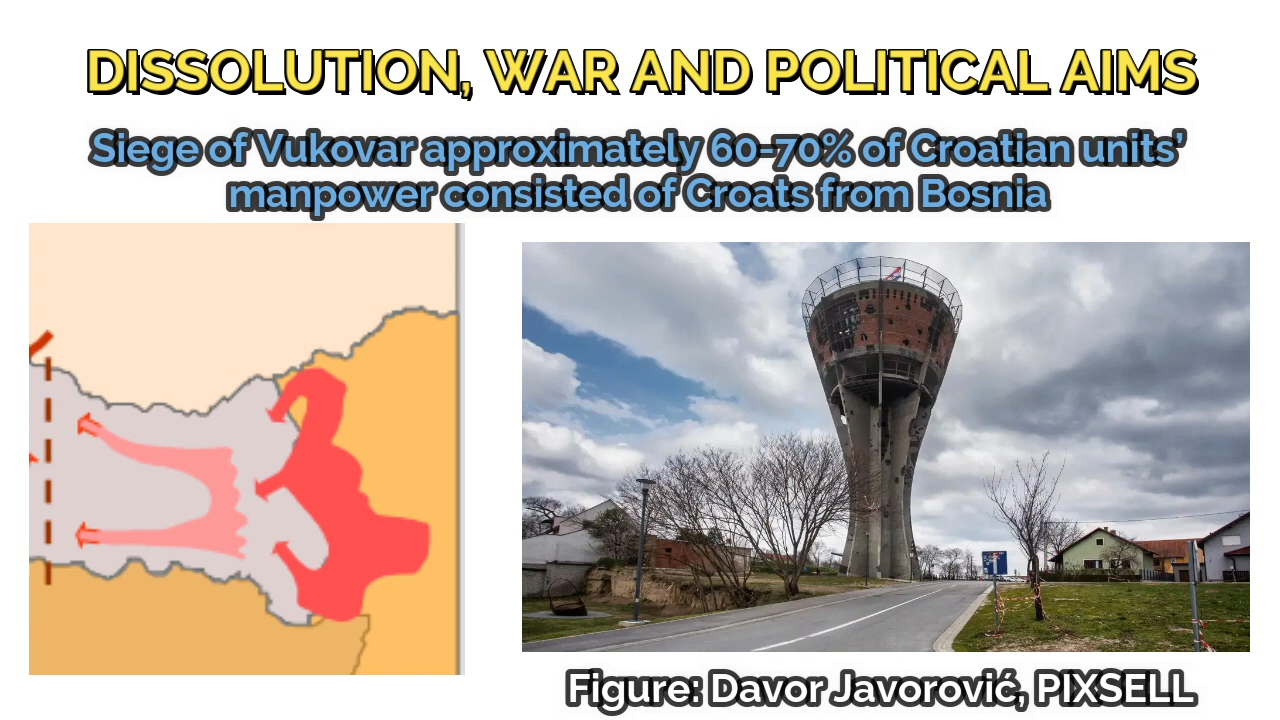 DISSOLUTION, WAR AND POLITICAL AIMS
Siege of Vukovar approximately 60-70% of Croatian units’
manpower consisted of Croats from Bosnia
Figure: Davor Javorović, PIXSELL